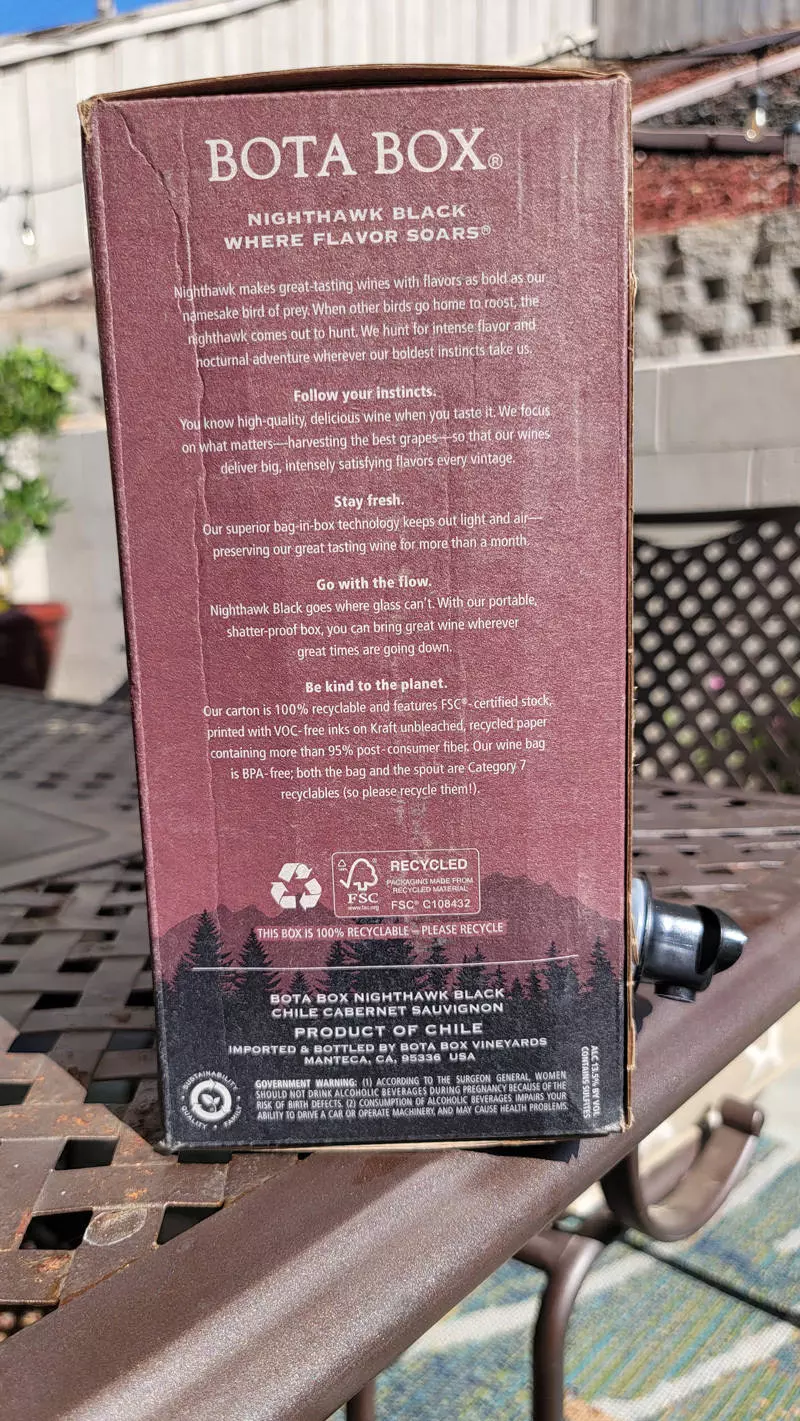 BOTA BOX®
NIGHTHAWK BLACK
WHERE FLAVOR SOARS®
Nighthawk makes great-tasting wines with flavors as bold as our
namesake bird of prey. When other birds go home to roost, the
nighthawk comes out to hunt. We hunt for intense flavor and
nocturnal adventure wherever our boldest instincts take us.
Follow your instincts.
You know high-quality, delicious wine when you taste it. We focus
on what matters—harvesting the best grapes—so that our wines
deliver big, intensely satisfying flavors every vintage.
Stay fresh.
Our superior bag-in-box technology keeps out light and air—
preserving our great tasting wine for more than a month.
Go with the flow.
Nighthawk Black goes where glass can't. With our portable,
shatter-proof box, you can bring great wine wherever
great times are going down.
Be kind to the planet.
Our carton is 100% recyclable and features FSC®-certified stock,
printed with VOC-free inks on Kraft unbleached, recycled paper
containing more than 95% post-consumer fiber. Our wine bag
is BPA-free; both the bag and the spout are Category 7
recyclables (so please recycle them!).
FSC
www.fsc.org
RECYCLED
PACKAGING MADE FROM
RECYCLED MATERIAL
FSC® C108432
THIS BOX IS 100% RECYCLABLE – PLEASE RECYCLE
BOTA BOX NIGHTHAWK BLACK
CHILE CABERNET SAUVIGNON
PRODUCT OF CHILE
IMPORTED & BOTTLED BY BOTA BOX VINEYARDS
MANTECA, CA, 95336 USA
SUSTAINABILITY
QUALITY • FAMILY
GOVERNMENT WARNING: (1) ACCORDING TO THE SURGEON GENERAL, WOMEN
SHOULD NOT DRINK ALCOHOLIC BEVERAGES DURING PREGNANCY BECAUSE OF THE
RISK OF BIRTH DEFECTS. (2) CONSUMPTION OF ALCOHOLIC BEVERAGES IMPAIRS YOUR
ABILITY TO DRIVE A CAR OR OPERATE MACHINERY, AND MAY CAUSE HEALTH PROBLEMS.
ALC 13.5% BY VOL
CONTAINS SULFITES